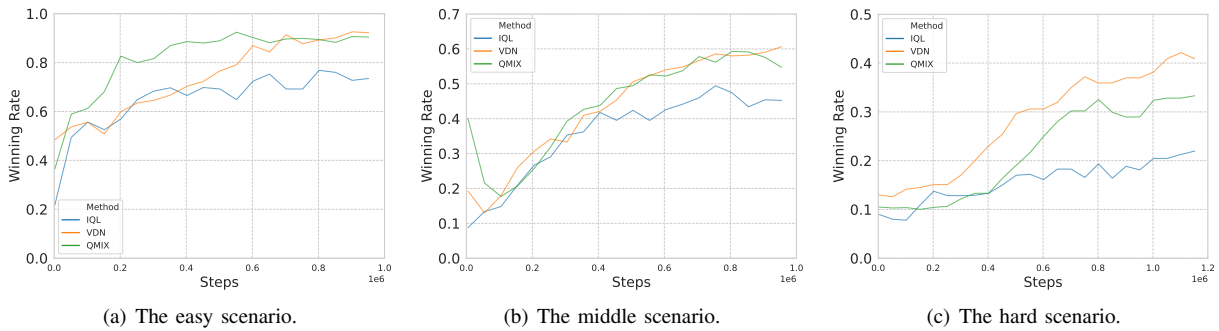 1.0
0.8
0.6
0.4
0.2
0.0
Winning Rate
Method
IQL
VDN
QMIX
0.0 0.2 0.4 0.6 0.8 1.0
1e6
Steps
(a) The easy scenario.
0.7
0.6
0.5
0.4
0.3
0.2
0.1
0.0
Winning Rate
Method
IQL
VDN
QMIX
0.0 0.2 0.4 0.6 0.8 1.0
1e6
Steps
(b) The middle scenario.
0.5
0.4
0.3
0.2
0.1
0.0
Winning Rate
Method
IQL
VDN
QMIX
0.0 0.2 0.4 0.6 0.8 1.0 1.2
1e6
Steps
(c) The hard scenario.